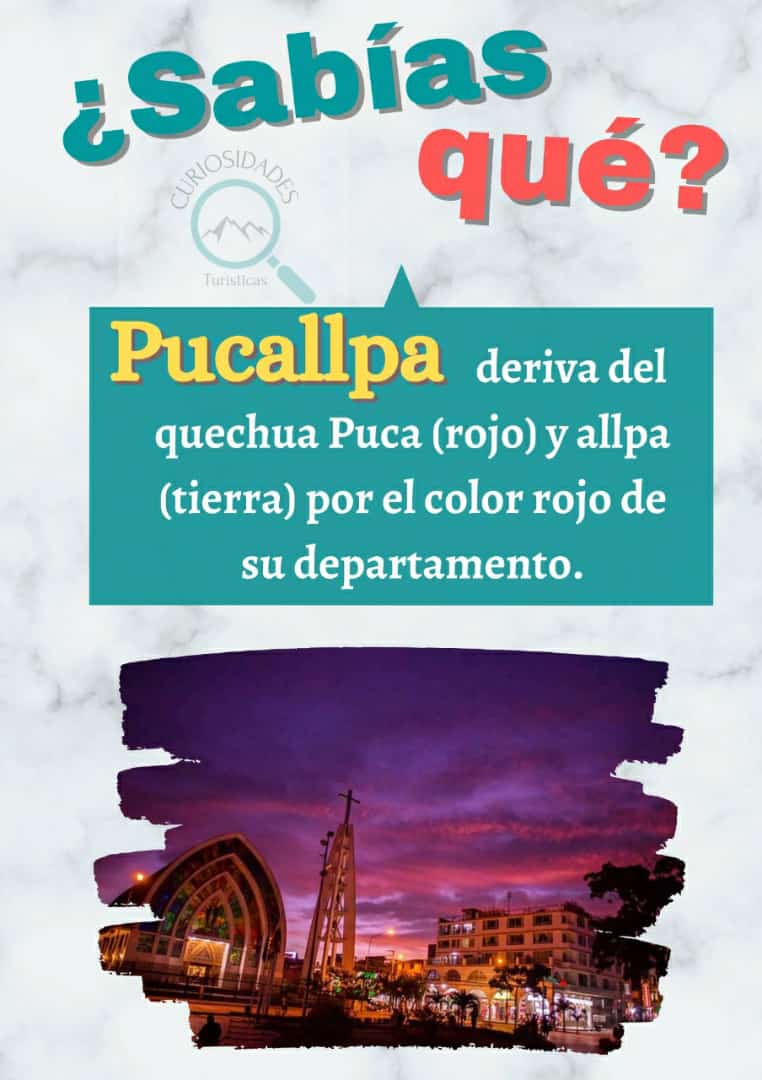 ¿Sabías
qué?
CURIOSIDADES
Turísticas
Pucallpa deriva del
quechua Puca (rojo) y allpa
(tierra) por el color rojo de
su departamento.